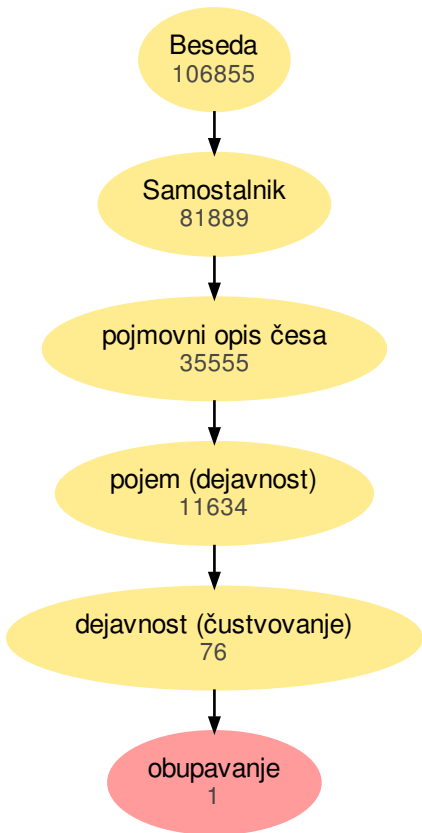 Beseda
106855
Samostalnik
81889
pojmovni opis česa
35555
pojem (dejavnost)
11634
dejavnost (čustvovanje)
76
obupavanje
1